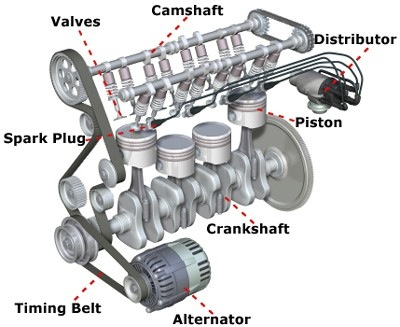 Camshaft
Valves
Distributor
Spark Plug
Piston
Crankshaft
Timing Belt
Alternator